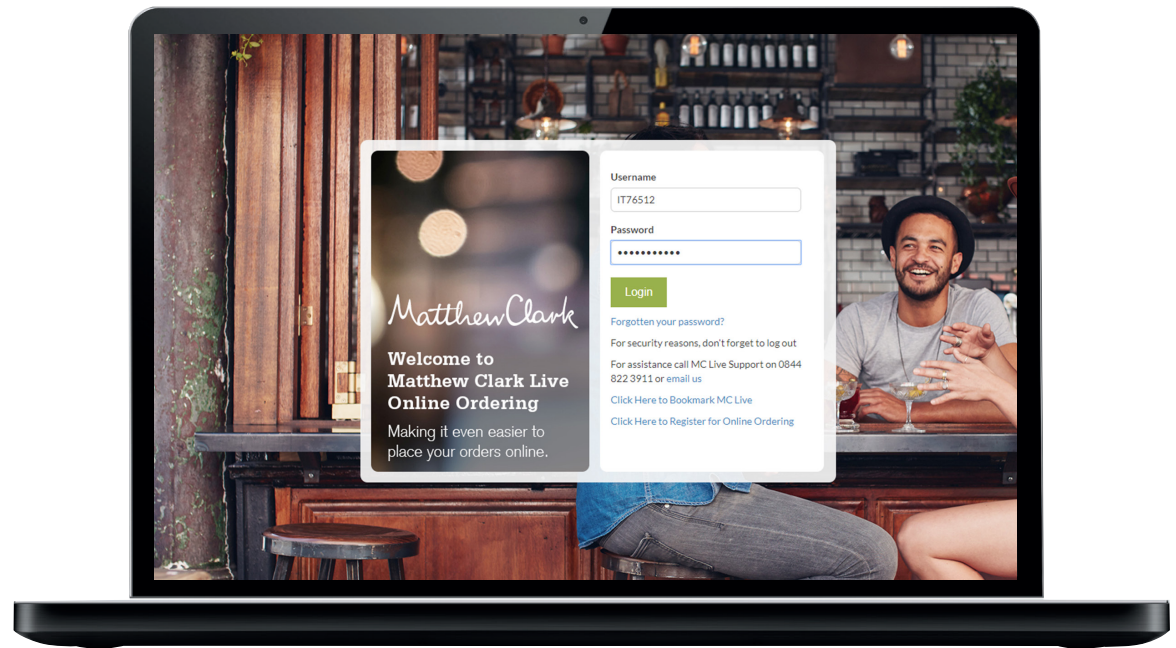 Matthew Clark
Welcome to
Matthew Clark Live
Online Ordering
Making it even easier to
place your orders online.
Username
IT76512
Password
•••••••••••
Login
Forgotten your password?
For security reasons, don't forget to log out
For assistance call MC Live Support on 0844
822 3911 or email us
Click Here to Bookmark MC Live
Click Here to Register for Online Ordering